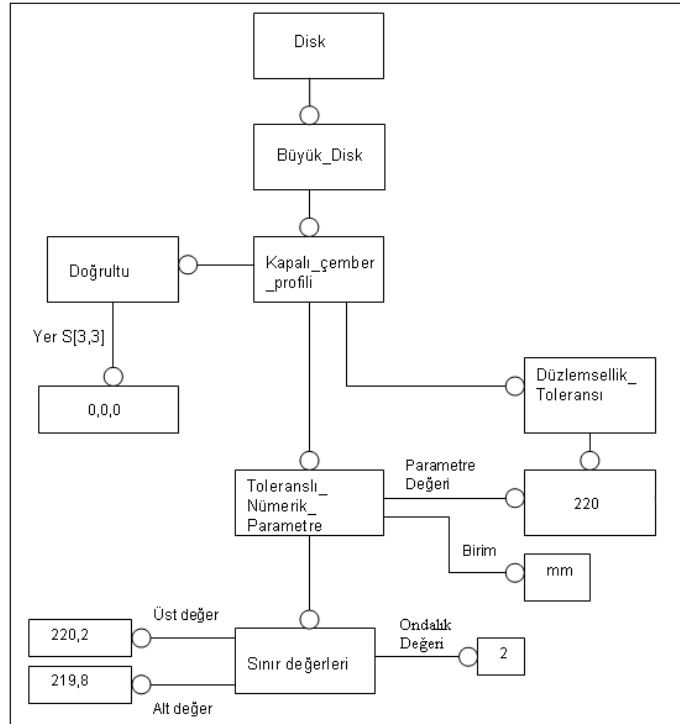 Disk
Büyük_Disk
Kapalı_çember
_profili
Doğrultu
Yer S[3,3]
0,0,0
Düzlemsellik_
Toleransı
Toleranslı_
Nümerik_
Parametre
Parametre
Değeri
220
Birim
mm
Üst değer
220,2
Sınır değerleri
Ondalık
Değeri
2
219,8
Alt değer